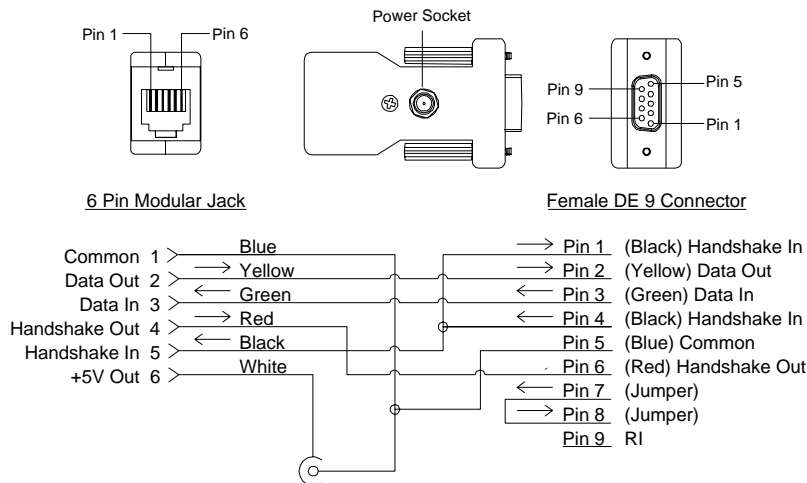 Power Socket
Pin 1
Pin 6
Pin 9
Pin 5
Pin 6
Pin 1
6 Pin Modular Jack
Female DE 9 Connector
Common 1
Blue
Pin 1 (Black) Handshake In
Data Out 2
Yellow
Pin 2 (Yellow) Data Out
Data In 3
Green
Pin 3 (Green) Data In
Handshake Out 4
Red
Pin 4 (Black) Handshake In
Handshake In 5
Black
Pin 5 (Blue) Common
+5V Out 6
White
Pin 6 (Red) Handshake Out
Pin 7 (Jumper)
Pin 8 (Jumper)
Pin 9 RI